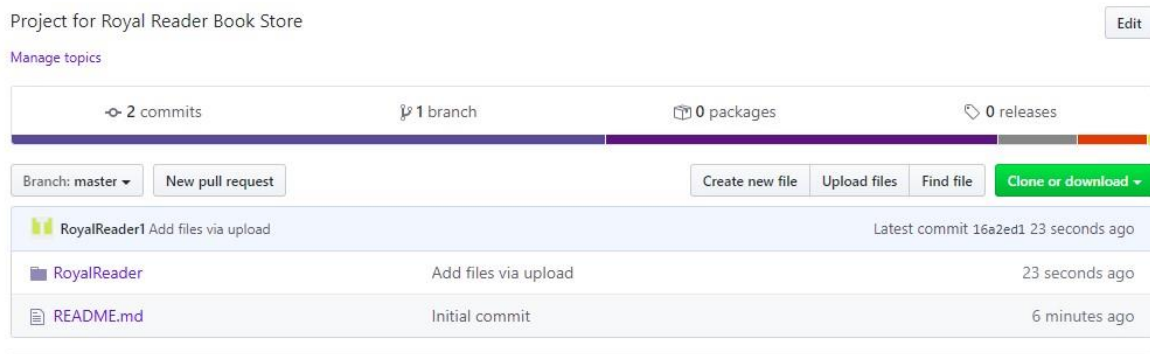 Project for Royal Reader Book Store
Edit
Manage topics
2 commits 1 branch 0 packages 0 releases
Branch: master New pull request Create new file Upload files Find file Clone or download
RoyalReader1 Add files via upload Latest commit 16a2ed1 23 seconds ago
RoyalReader Add files via upload 23 seconds ago
README.md Initial commit 6 minutes ago